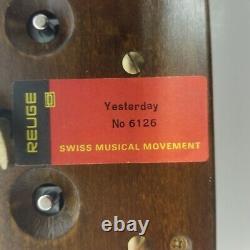 REUGE
Yesterday
No 6126
SWISS MUSICAL MOVEMENT